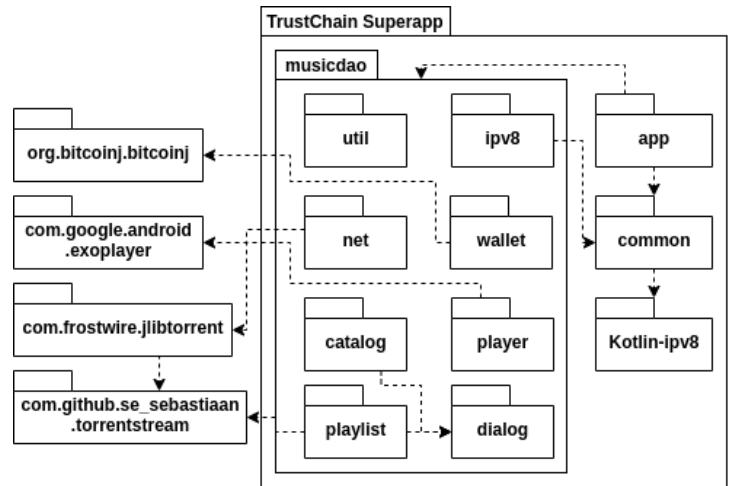 TrustChain Superapp
musicdao
util
ipv8
app
org.bitcoinj.bitcoinj
com.google.android
.exoplayer
net
wallet
common
com.frostwire.jlibtorrent
catalog
player
Kotlin-ipv8
com.github.se_sebastiaan
.torrentstream
playlist
dialog